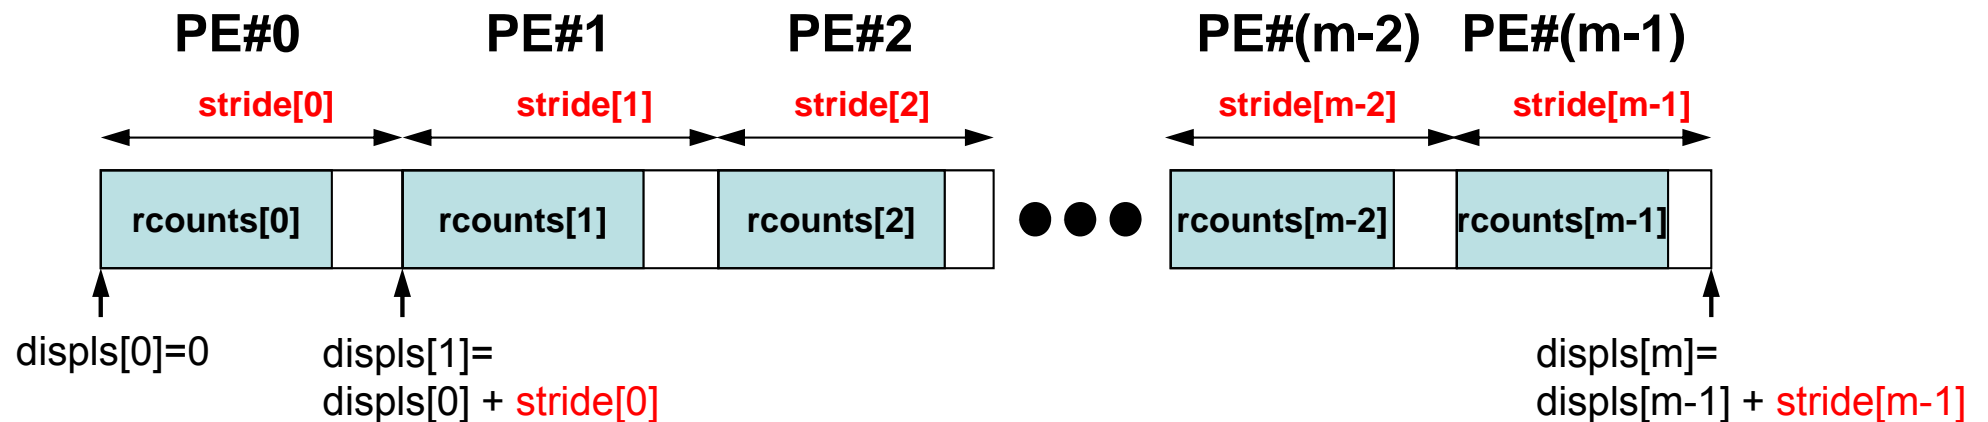 PE#0 PE#1 PE#2 PE#(m-2) PE#(m-1)
stride[0] stride[1] stride[2] stride[m-2] stride[m-1]
rcounts[0] rcounts[1] rcounts[2] rcounts[m-2] rcounts[m-1]
displs[0]=0 displs[1]= displs[m]=
displs[0] + stride[0] displs[m-1] + stride[m-1]